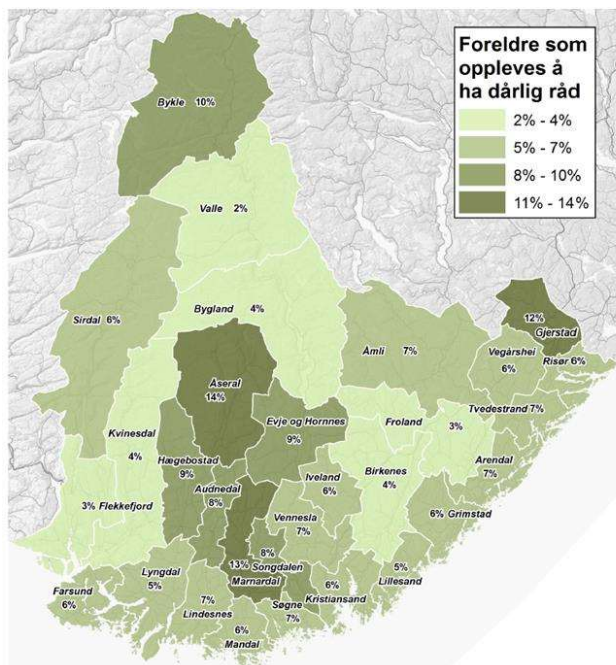 Foreldre som
oppleves å
ha dårlig råd
2% - 4%
5% - 7%
8% - 10%
11% - 14%
Bykle 10%
Valle 2%
Sirdal 6%
Bygland 4%
12%
Gjerstad
Åmli 7%
Vegårshei
6%
Risør 6%
Åseral
14%
Tvedestrand 7%
Kvinesdal
4%
Evje og Hornnes
9%
Froland 3%
Hægebostad
9%
Birkenes
4%
Arendal
7%
Iveland
6%
Audnedal
8%
3% Flekkefjord
Vennesla
7%
6% Grimstad
8%
Songdalen
13%
Marnardal
Lyngdal
5%
5%
Lillesand
6%
Kristiansand
Farsund
6%
7%
Lindesnes
Søgne
7%
6%
Mandal